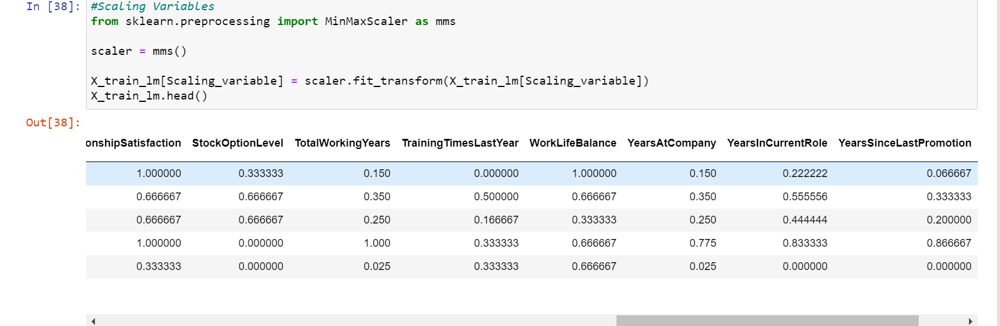 In [38]: #Scaling Variables
from sklearn.preprocessing import MinMaxScaler as mms
scaler = mms()
X_train_lm[Scaling_variable] = scaler.fit_transform(X_train_lm[Scaling_variable])
X_train_lm.head()
Out[38]:
onshipSatisfaction StockOptionLevel TotalWorkingYears TrainingTimesLastYear WorkLifeBalance YearsAtCompany YearsInCurrentRole YearsSinceLastPromotion
1.000000 0.333333 0.150 0.000000 1.000000 0.150 0.222222 0.066667
0.666667 0.666667 0.350 0.500000 0.666667 0.350 0.555556 0.333333
0.666667 0.666667 0.250 0.166667 0.333333 0.250 0.444444 0.200000
1.000000 0.000000 1.000 0.333333 0.666667 0.775 0.833333 0.866667
0.333333 0.000000 0.025 0.333333 0.666667 0.025 0.000000 0.000000